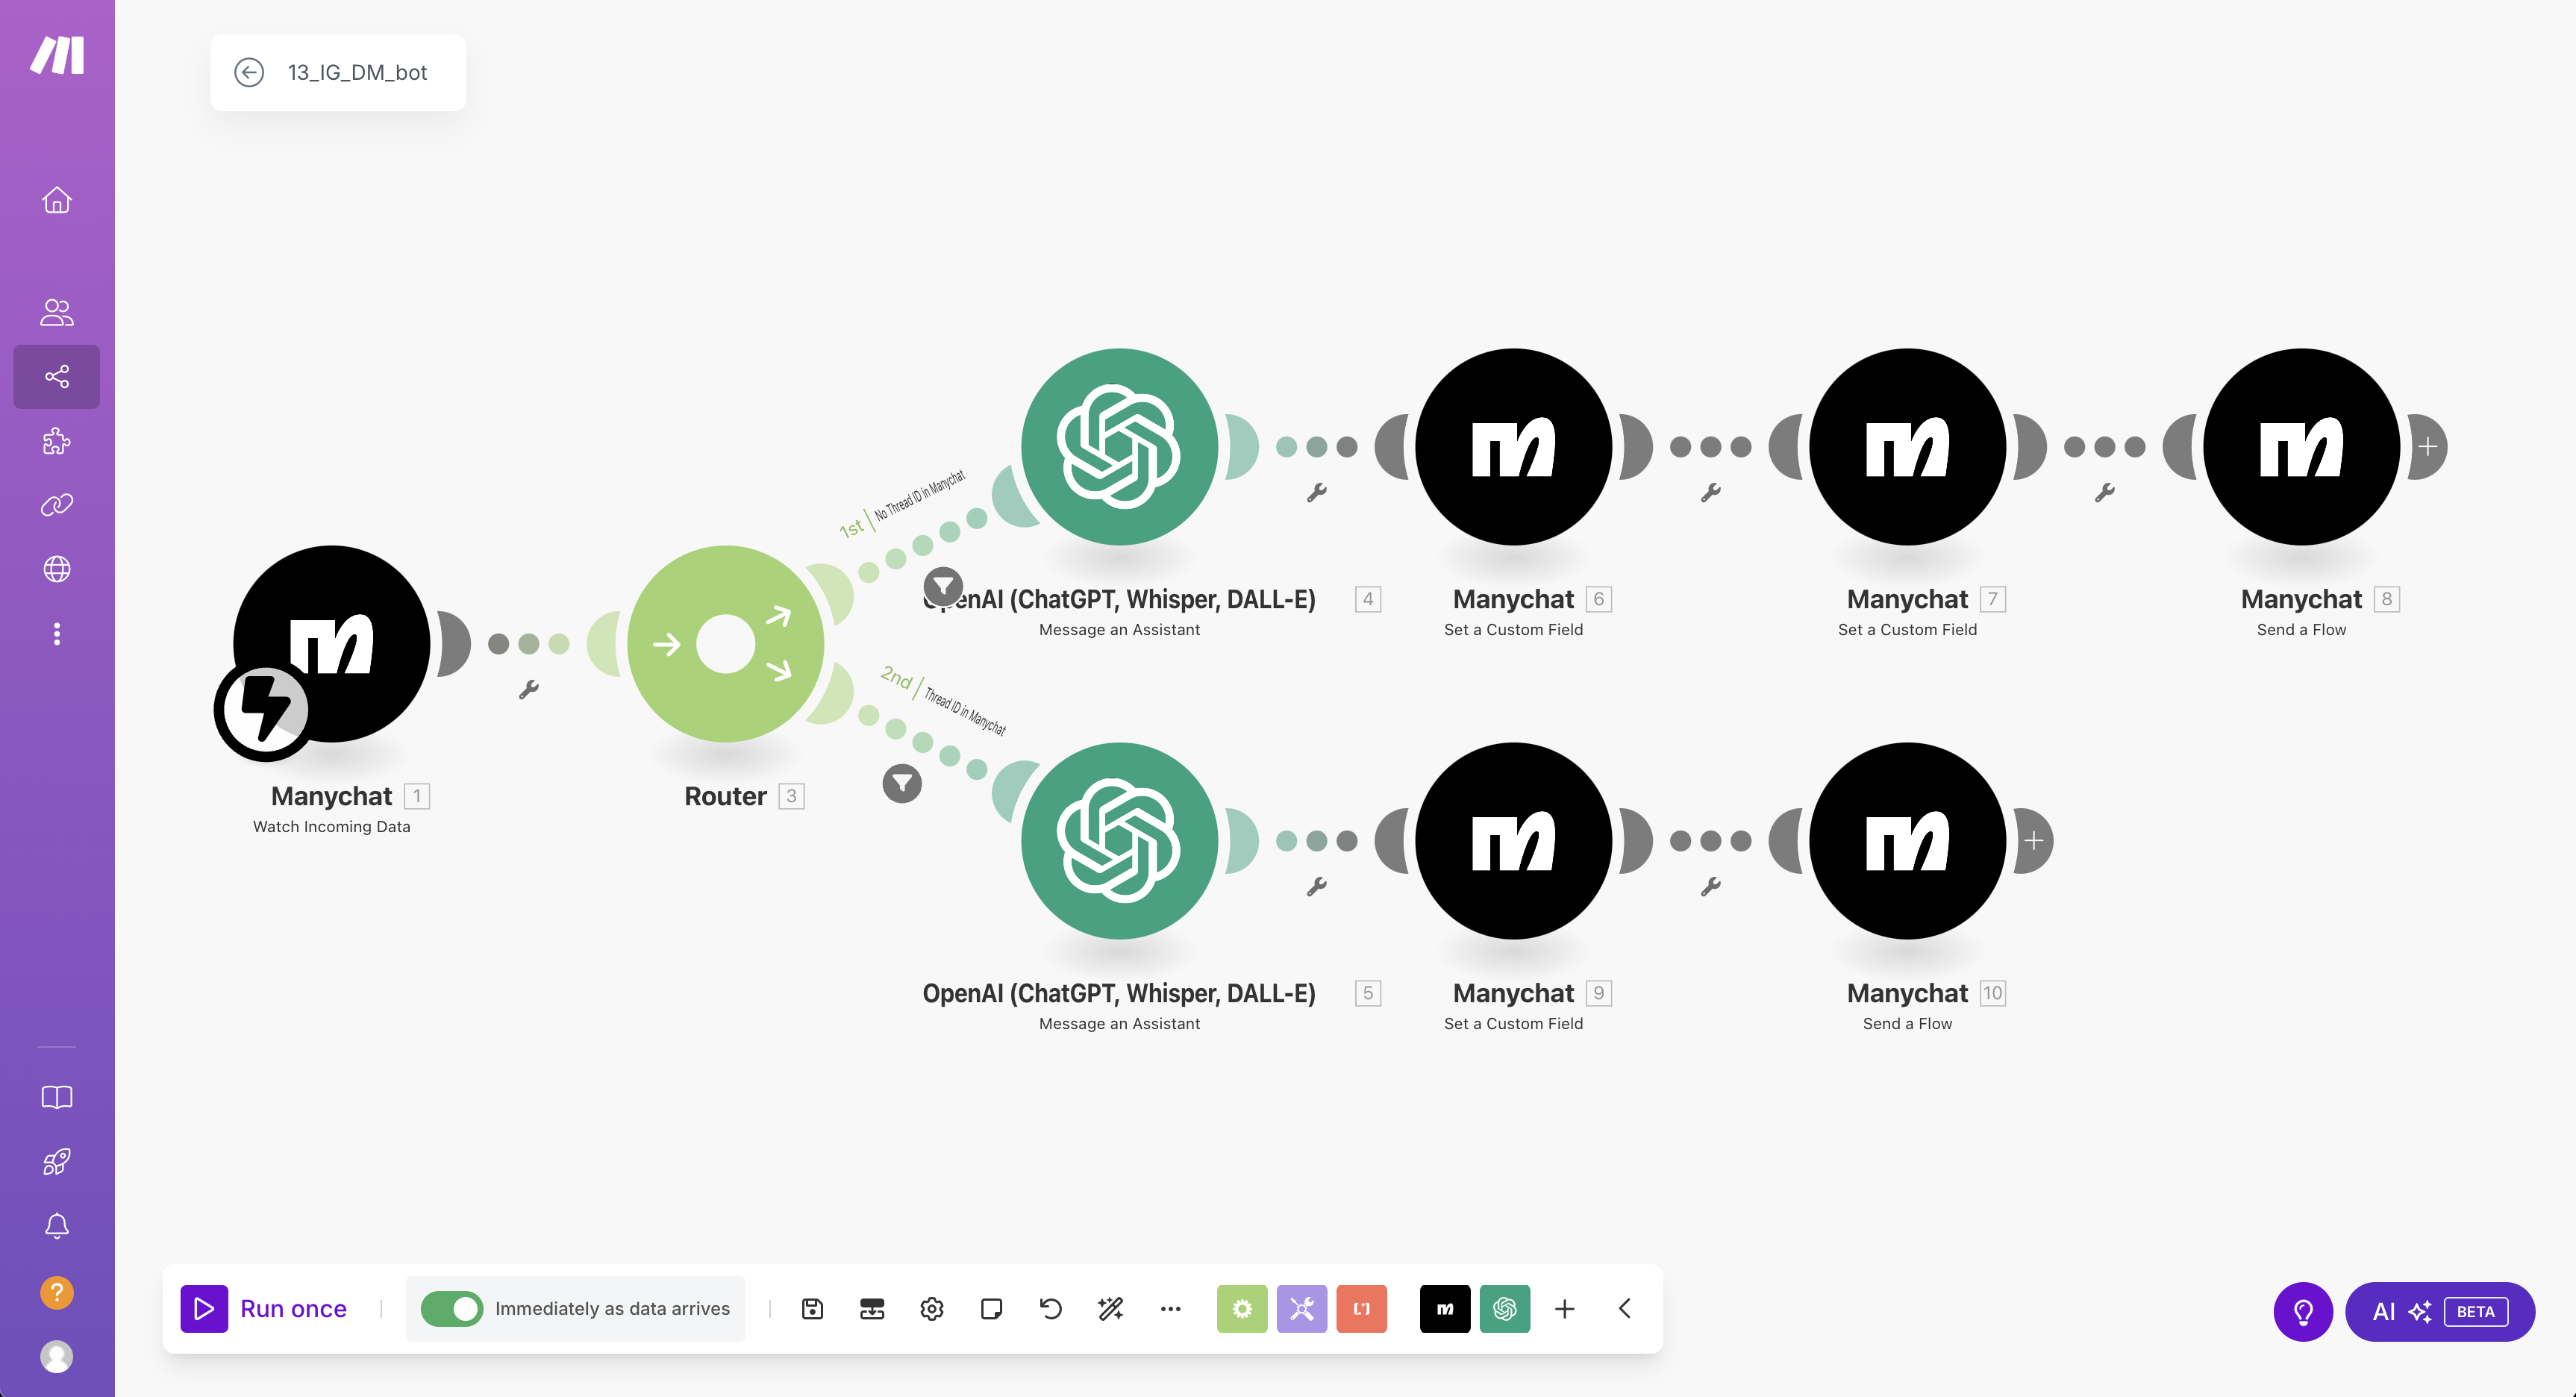 13_IG_DM_bot
1st | No Thread ID in Manychat
OpenAI (ChatGPT, Whisper, DALL-E) 4
Message an Assistant
Manychat 6
Set a Custom Field
Manychat 7
Set a Custom Field
Manychat 8
Send a Flow
Manychat 1
Watch Incoming Data
Router 3
2nd | Thread ID in Manychat
OpenAI (ChatGPT, Whisper, DALL-E) 5
Message an Assistant
Manychat 9
Set a Custom Field
Manychat 10
Send a Flow
?
Run once
Immediately as data arrives
AI BETA